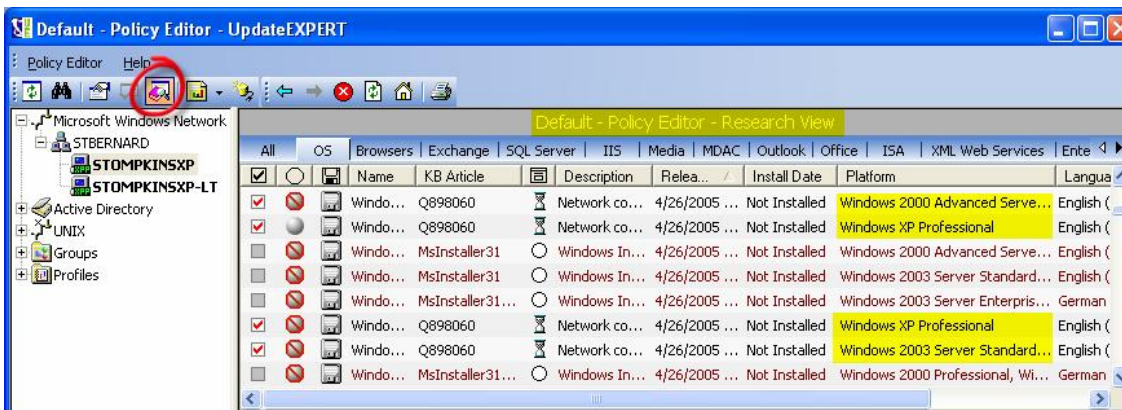 Default - Policy Editor - UpdateEXPERT
Policy Editor Help
Microsoft Windows Network
STBERNARD
STOMPKINSXP
STOMPKINSXP-LT
Active Directory
UNIX
Groups
Profiles
Default - Policy Editor - Research View
All OS Browsers Exchange SQL Server IIS Media MDAC Outlook Office ISA XML Web Services Ente
Name KB Article Description Relea... Install Date Platform Langua
Windo... Q898060 Network co... 4/26/2005 ... Not Installed Windows 2000 Advanced Serve... English (
Windo... Q898060 Network co... 4/26/2005 ... Not Installed Windows XP Professional English (
Windo... MsInstaller31 Windows In... 4/26/2005 ... Not Installed Windows 2000 Advanced Serve... English (
Windo... MsInstaller31 Windows In... 4/26/2005 ... Not Installed Windows 2003 Server Standard... English (
Windo... MsInstaller31... Windows In... 4/26/2005 ... Not Installed Windows 2003 Server Enterpris... German
Windo... Q898060 Network co... 4/26/2005 ... Not Installed Windows XP Professional English (
Windo... Q898060 Network co... 4/26/2005 ... Not Installed Windows 2003 Server Standard... English (
Windo... MsInstaller31... Windows In... 4/26/2005 ... Not Installed Windows 2000 Professional, Wi... German